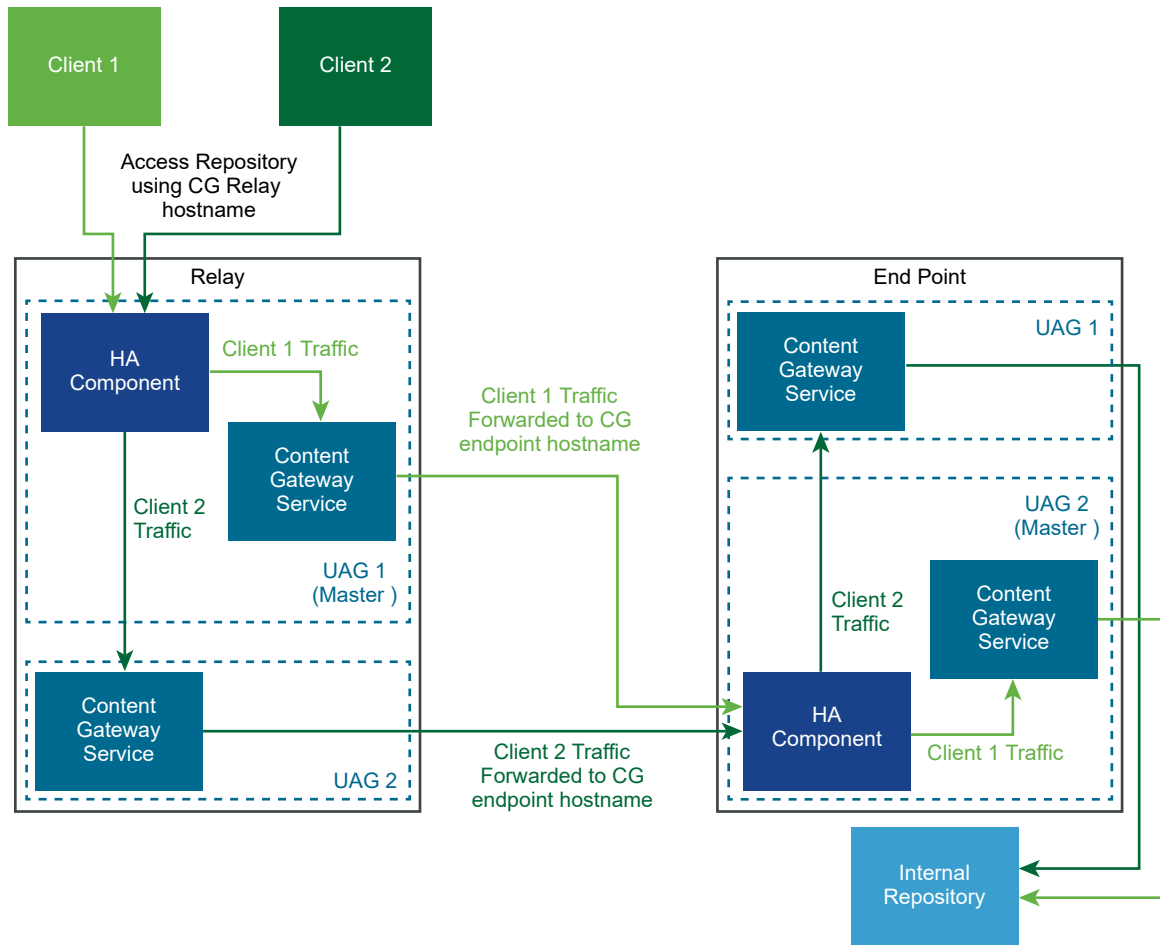 Client 1
Client 2
Access Repository
using CG Relay
hostname
Relay
HA
Component
Client 1 Traffic
Content
Gateway
Service
Client 2
Traffic
UAG 1
(Master )
Content
Gateway
Service
UAG 2
Client 1 Traffic
Forwarded to CG
endpoint hostname
Client 2 Traffic
Forwarded to CG
endpoint hostname
End Point
Content
Gateway
Service
UAG 1
UAG 2
(Master )
Client 2
Traffic
Content
Gateway
Service
HA
Component
Client 1 Traffic
Internal
Repository